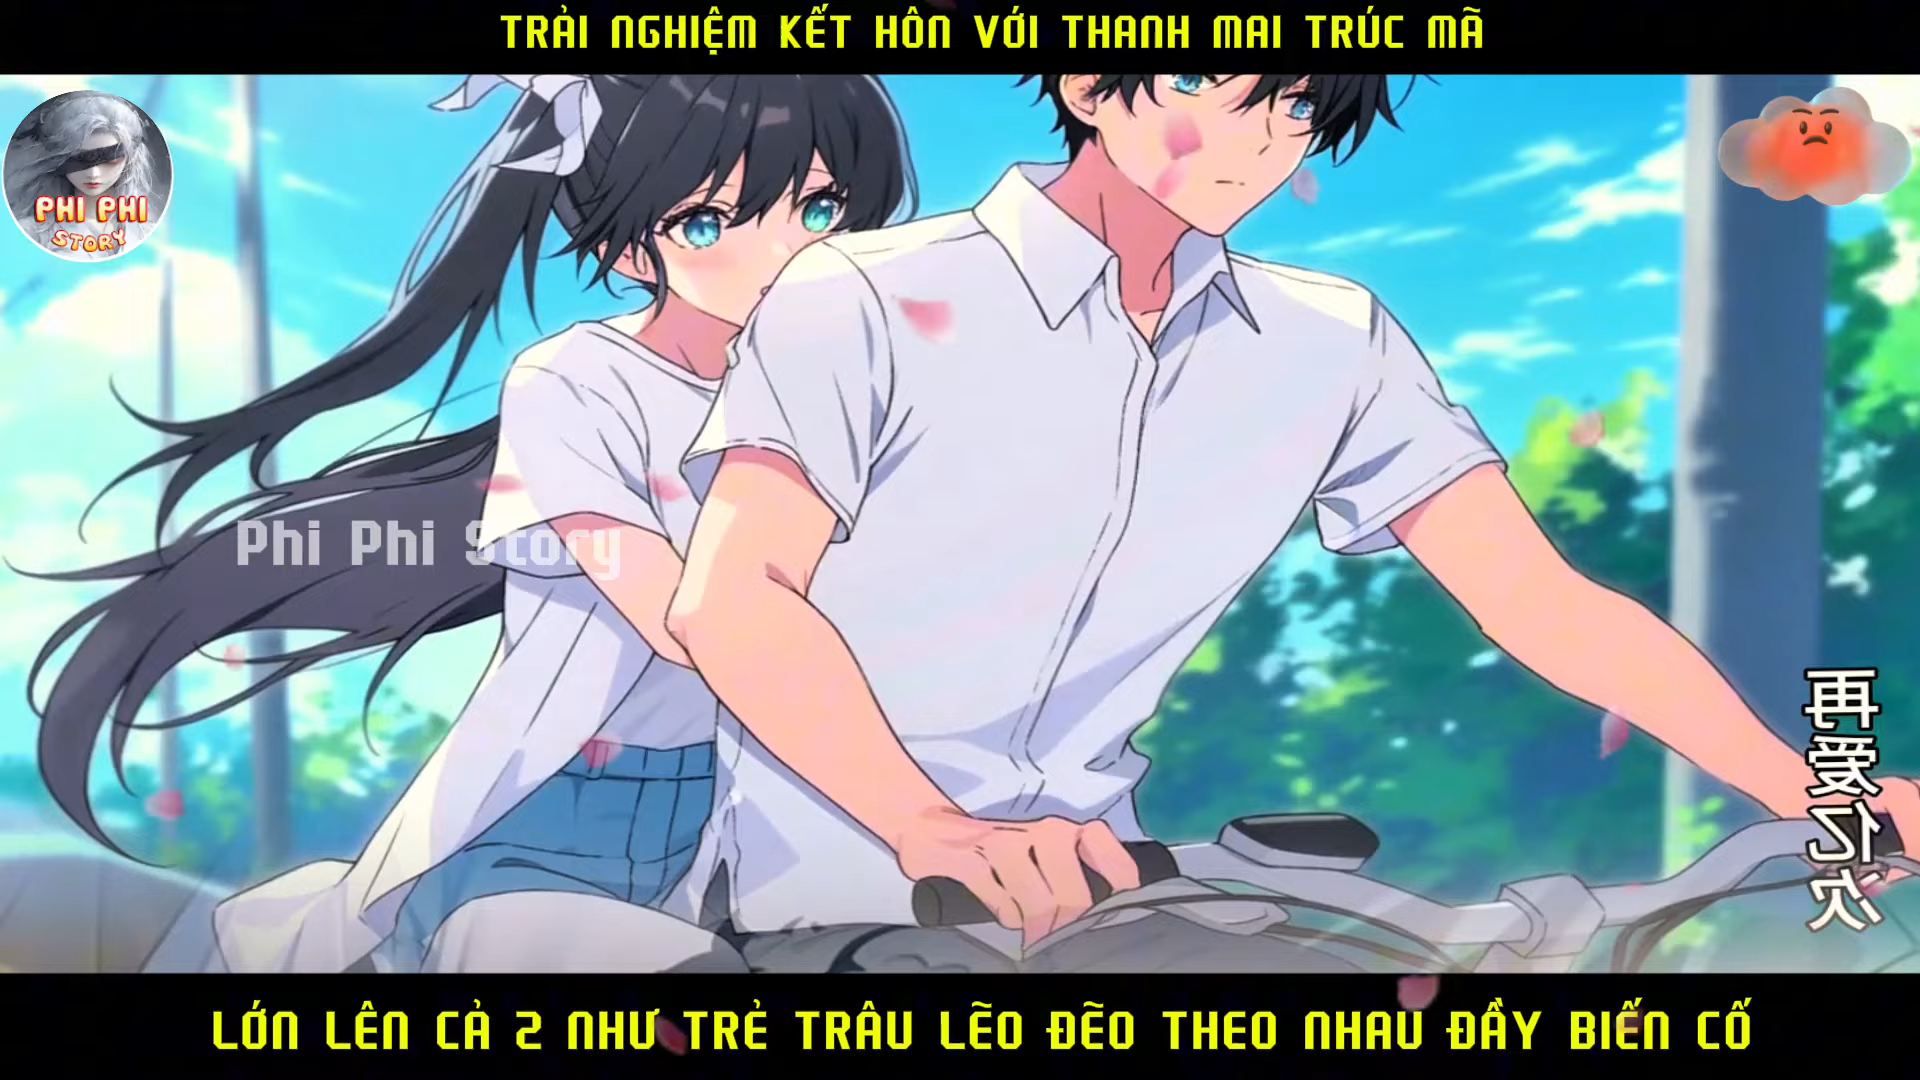 TRẢI NGHIỆM KẾT HÔN VỚI THANH MAI TRÚC MÃ
PHI PHI
STORY
Phi Phi Story
再爱亿次
LỚN LÊN CẢ 2 NHƯ TRẺ TRÂU LẼO ĐẼO THEO NHAU ĐẦY BIẾN CỐ